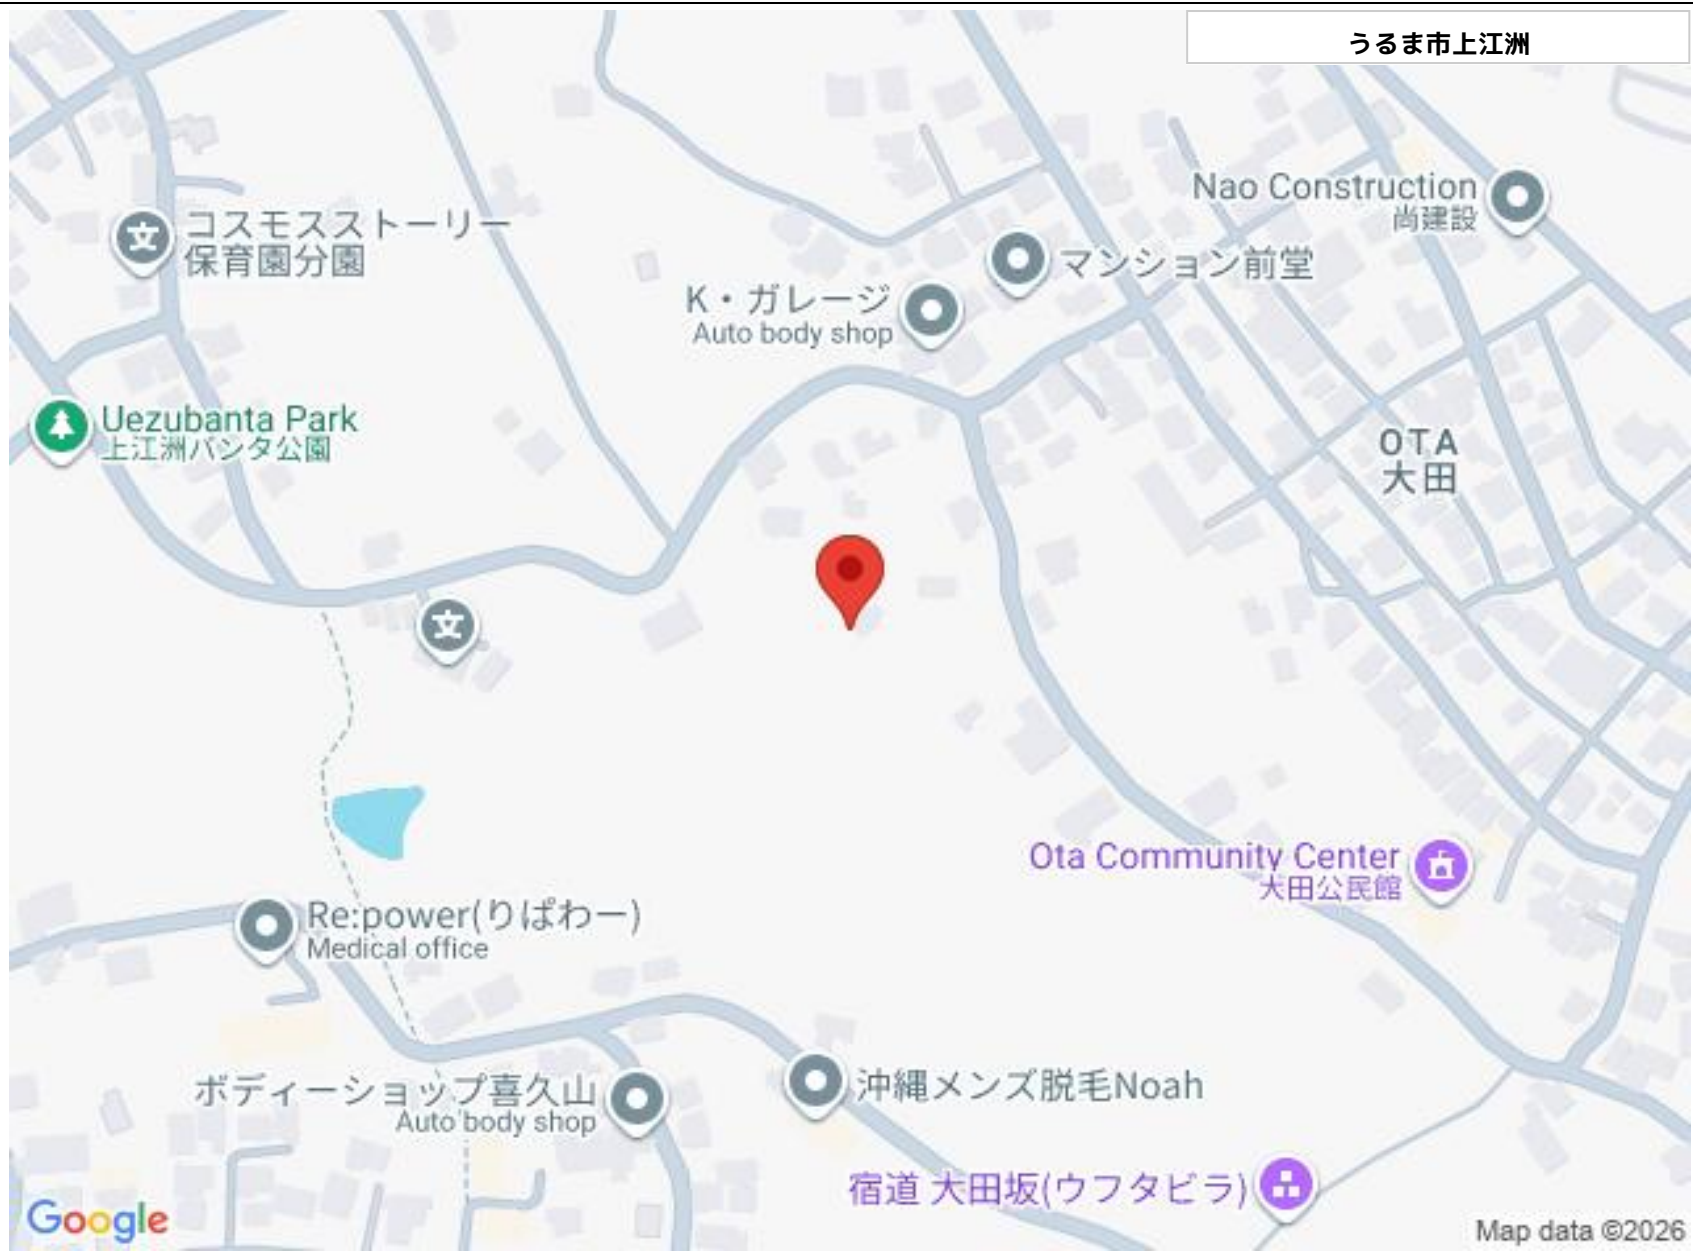 うるま市上江洲
Nao Construction
尚建設
コスモスストーリー
保育園分園
マンション前堂
K・ガレージ
Auto body shop
Uezubanta Park
上江洲バンタ公園
OTA
大田
文
文
Ota Community Center
大田公民館
Re:power(りぱわー)
Medical office
ボディーショップ喜久山
Auto body shop
沖縄メンズ脱毛Noah
宿道 大田坂(ウフタビラ)
Google
Map data ©2026